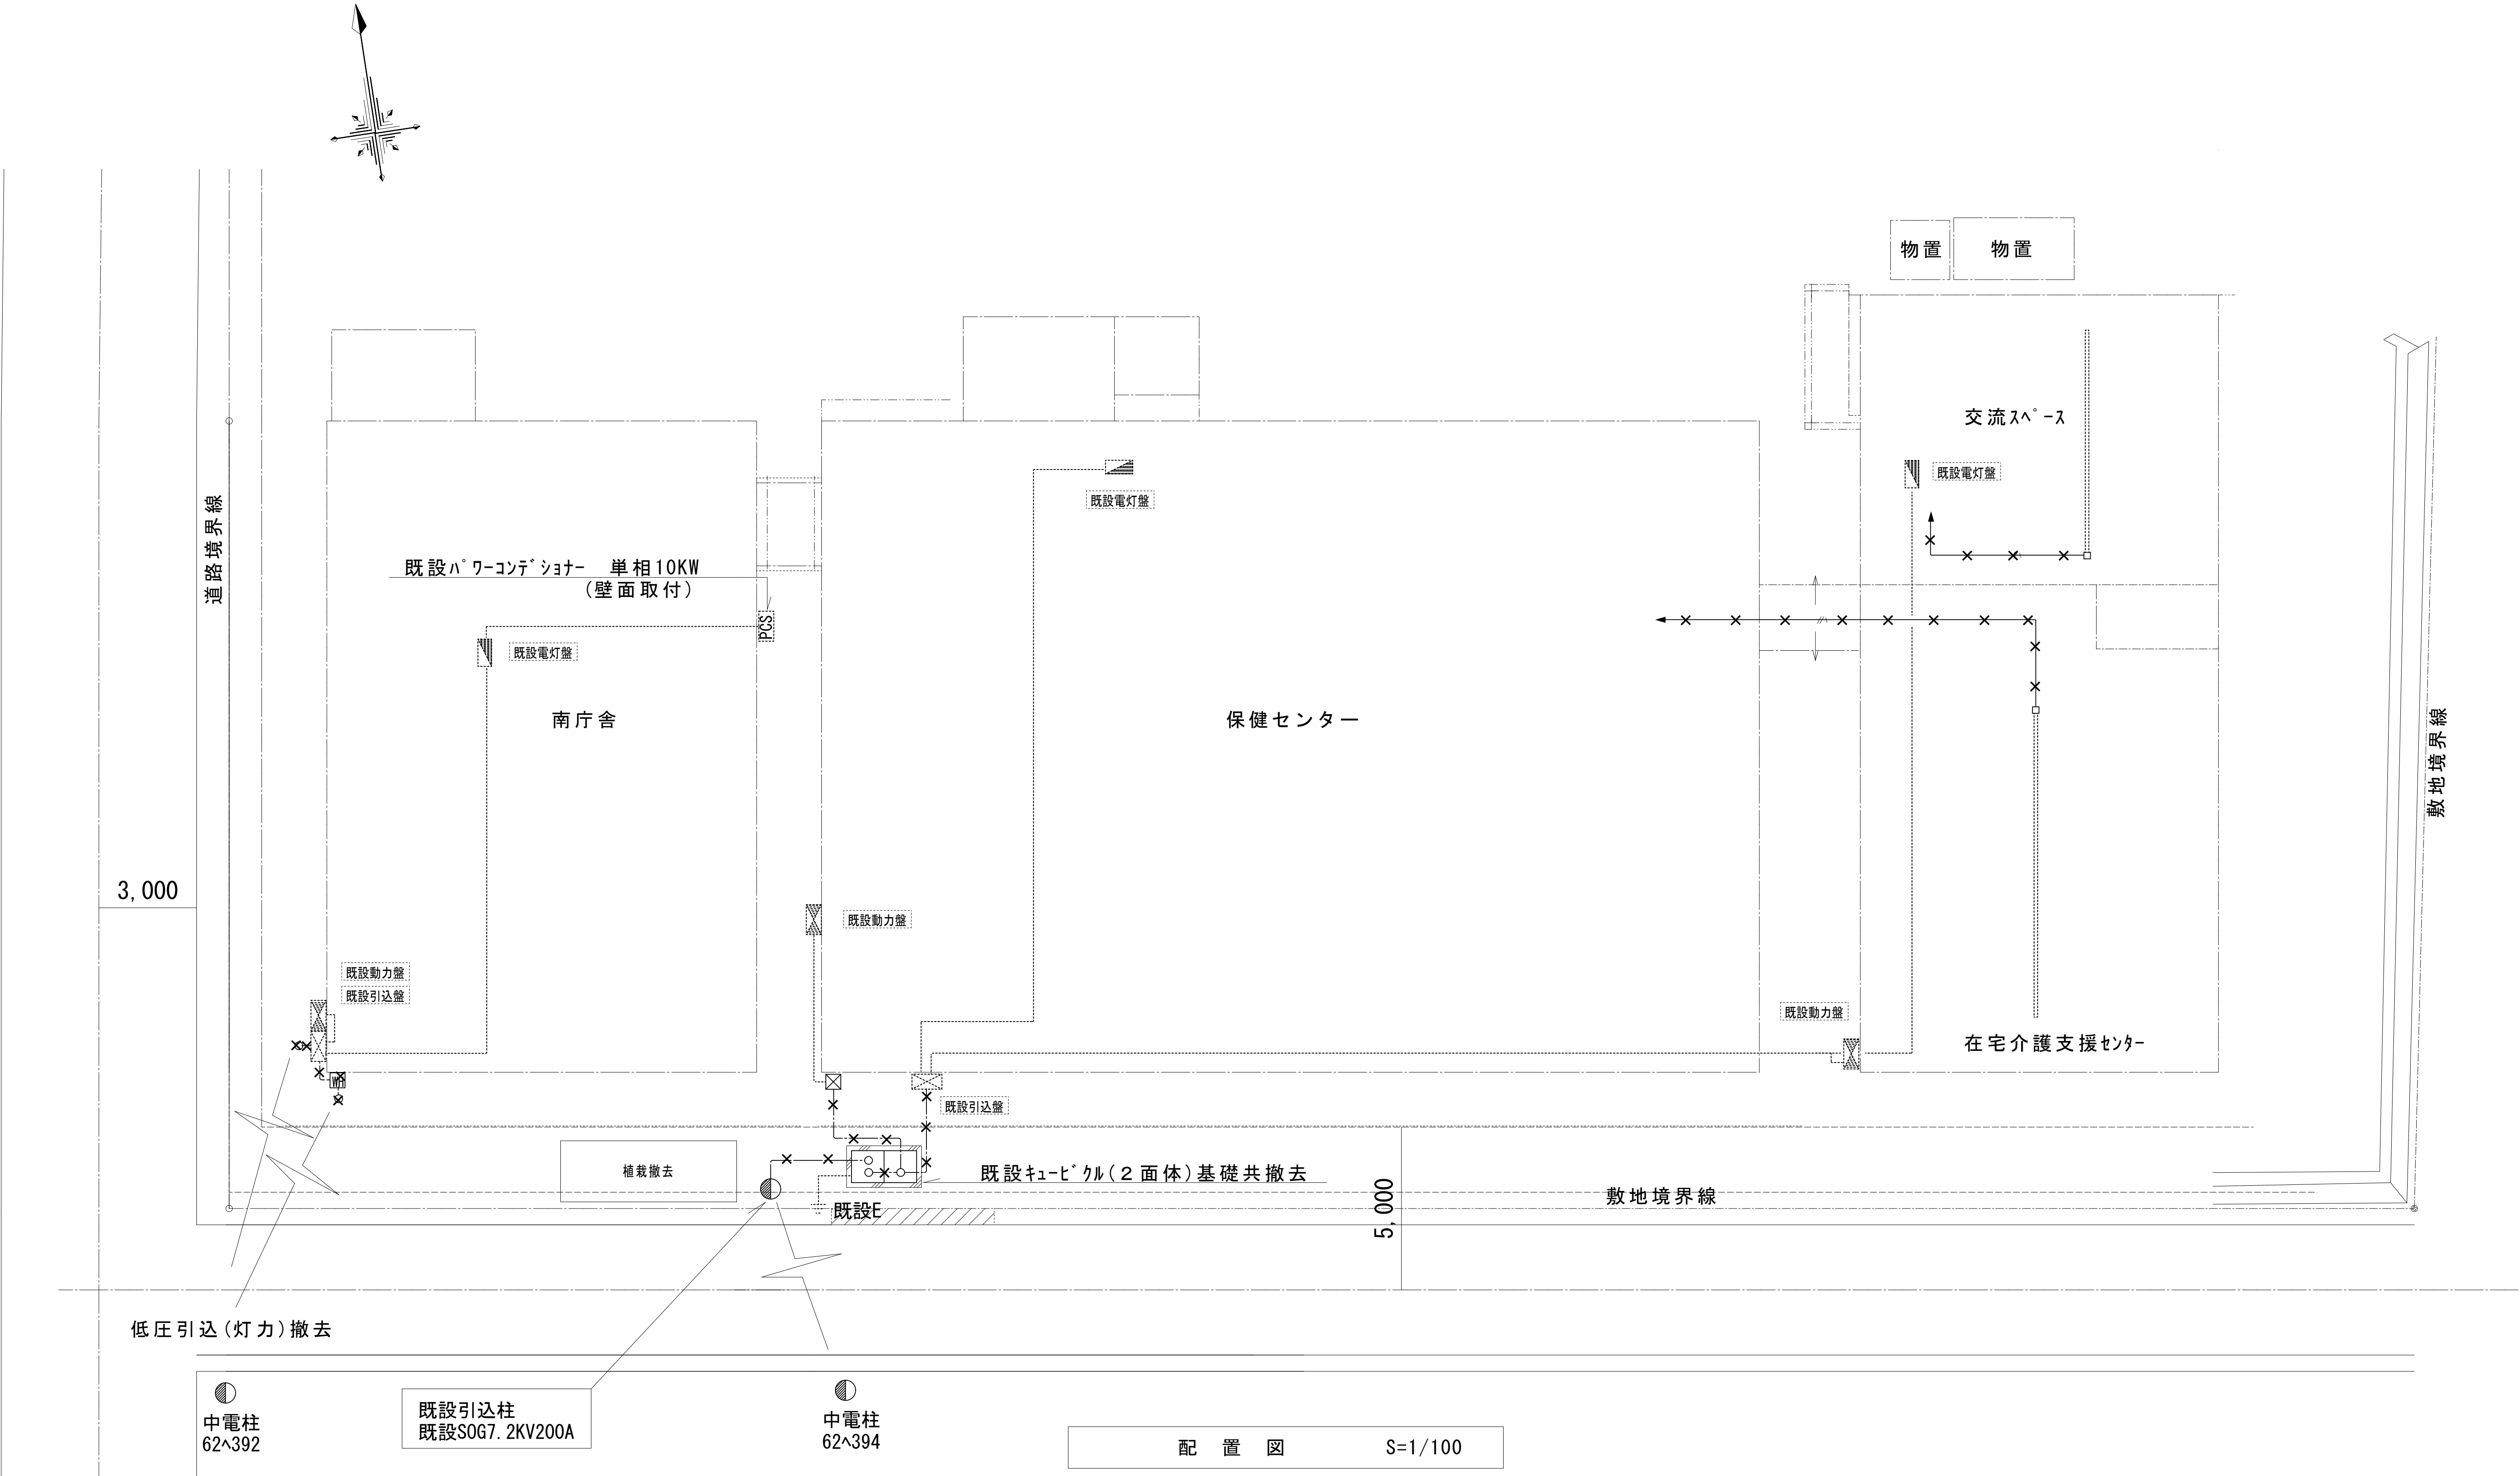 物置
物置
交流ｽﾍﾟｰｽ
既設電灯盤
既設電灯盤
道路境界線
既設ﾊﾟﾜｰｺﾝﾃﾞｼｮﾅｰ 単相10KW
(壁面取付)
PCS
既設電灯盤
南庁舎
保健センター
敷地境界線
3,000
既設動力盤
既設動力盤
既設引込盤
既設動力盤
在宅介護支援ｾﾝﾀｰ
WH
既設引込盤
植栽撤去
既設ｷｭｰﾋﾞｸﾙ(２面体)基礎共撤去
敷地境界線
既設E
5,000
低圧引込(灯力)撤去
中電柱
62ﾍ392
既設引込柱
既設SOG7.2KV200A
中電柱
62ﾍ394
配 置 図 S=1/100